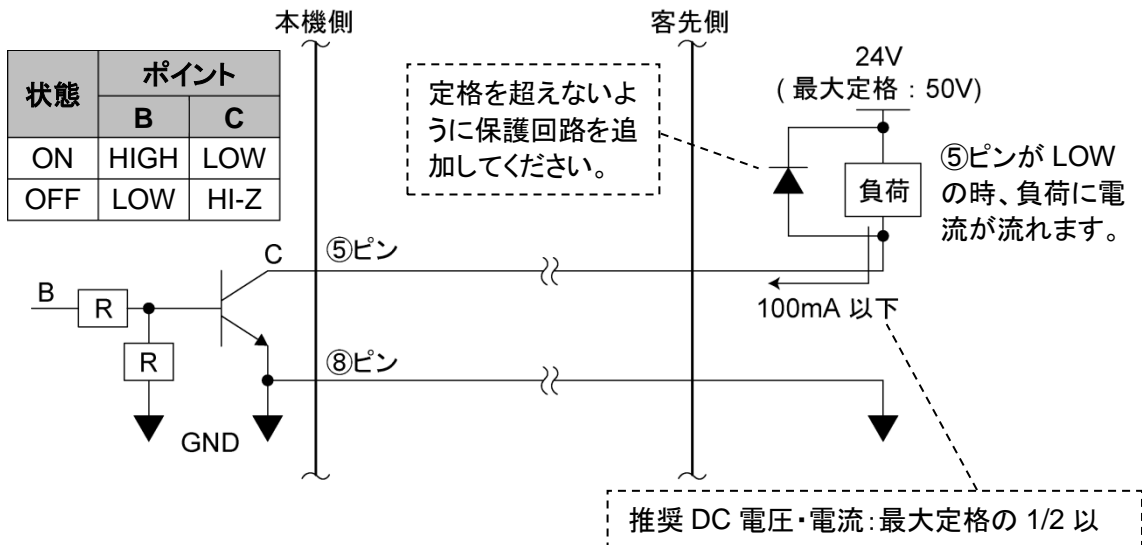 本機側
客先側
状態 ポイント
B C
ON HIGH LOW
OFF LOW HI-Z
定格を超えないよ
うに保護回路を追
加してください。
24V
(最大定格：50V)
負荷
⑤ピンが LOW
の時、負荷に電
流が流れます。
C
⑤ピン
B
R
R
100mA 以下
⑧ピン
GND
推奨 DC 電圧・電流：最大定格の 1/2 以